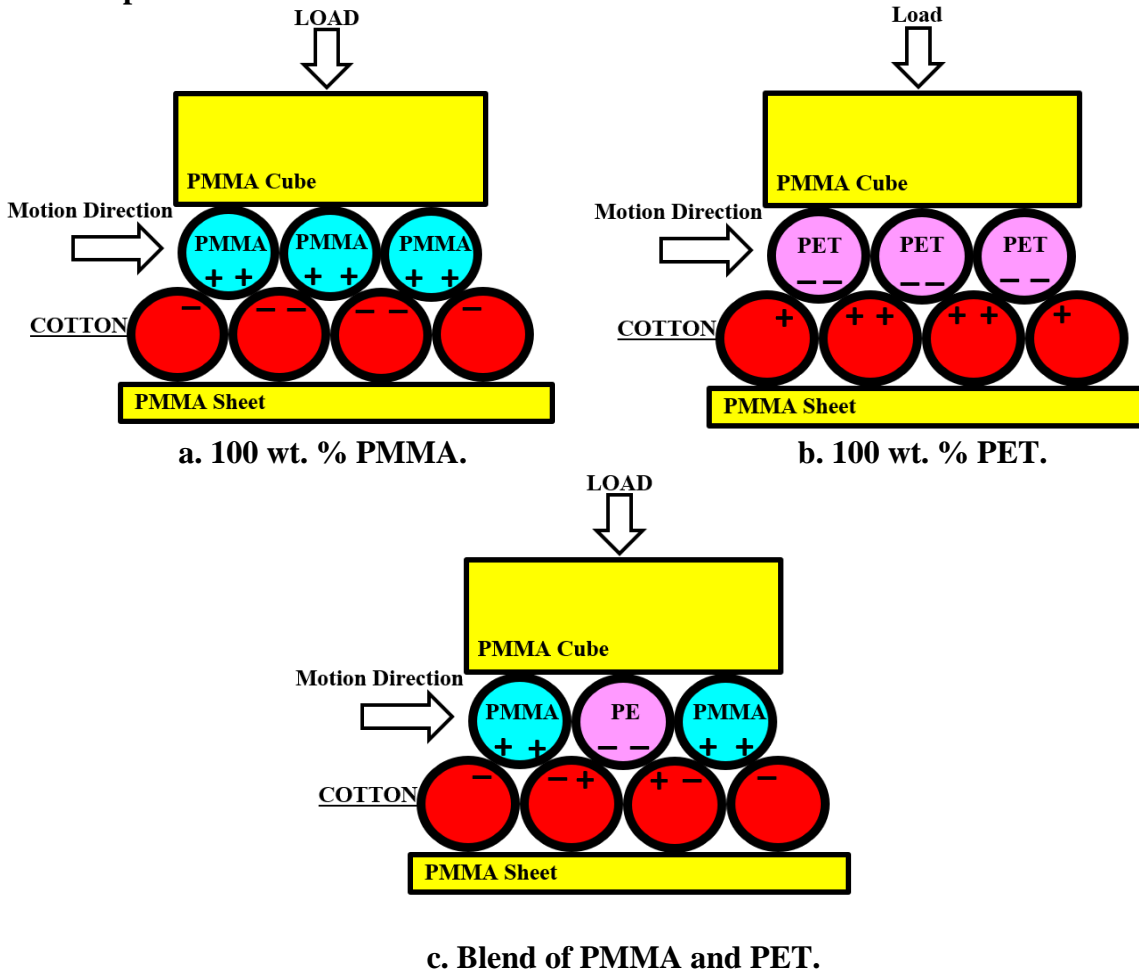 LOAD
PMMA Cube
Motion Direction
PMMA PMMA PMMA
+ + + + + +
− − − − − −
COTTON
PMMA Sheet
a. 100 wt. % PMMA.
Load
PMMA Cube
Motion Direction
PET PET PET
− − − − − −
+ + + + + +
COTTON
PMMA Sheet
b. 100 wt. % PET.
LOAD
PMMA Cube
Motion Direction
PMMA PE PMMA
+ + − − + +
− − + + − −
COTTON
PMMA Sheet
c. Blend of PMMA and PET.